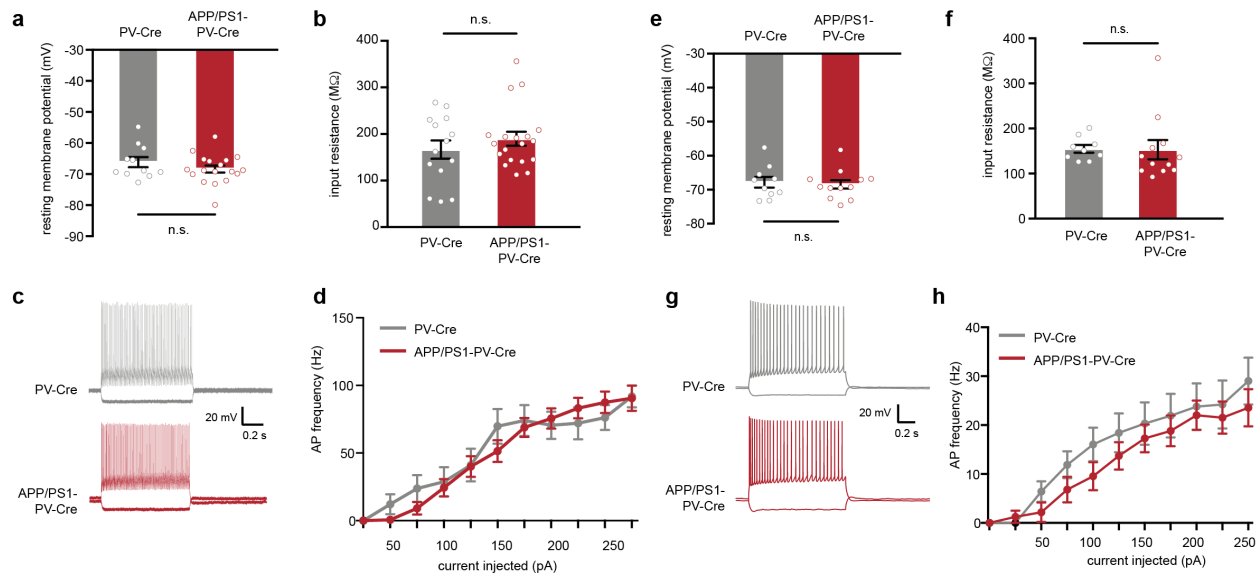 a
PV-Cre
APP/PS1-
PV-Cre
resting membrane potential (mV)
-30
-40
-50
-60
-70
-80
-90
n.s.
b
n.s.
input resistance (MΩ)
400
300
200
100
0
PV-Cre
APP/PS1-
PV-Cre
e
PV-Cre
APP/PS1-
PV-Cre
resting membrane potential (mV)
-30
-40
-50
-60
-70
-80
n.s.
f
n.s.
input resistance (MΩ)
400
300
200
100
0
PV-Cre
APP/PS1-
PV-Cre
c
PV-Cre
20 mV
0.2 s
APP/PS1-
PV-Cre
d
PV-Cre
APP/PS1-PV-Cre
AP frequency (Hz)
150
100
50
0
50 100 150 200 250
current injected (pA)
g
PV-Cre
20 mV
0.2 s
APP/PS1-
PV-Cre
h
PV-Cre
APP/PS1-PV-Cre
AP frequency (Hz)
40
30
20
10
0
50 100 150 200 250
current injected (pA)